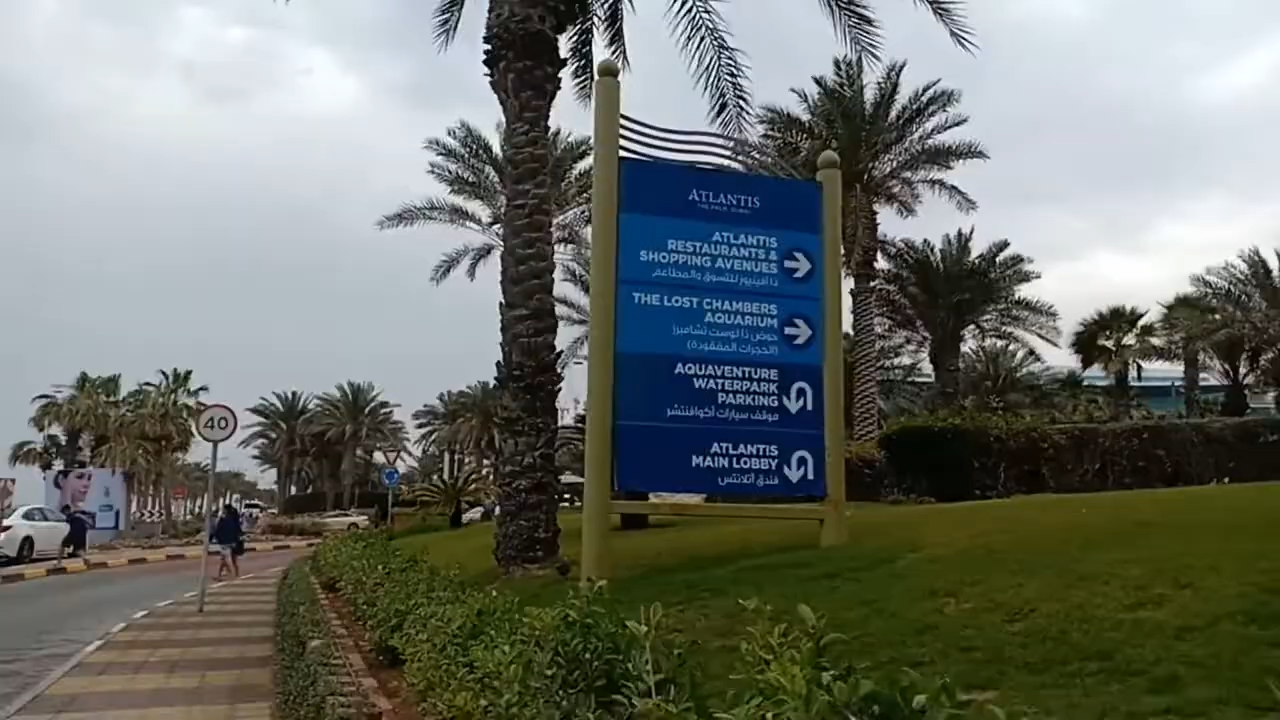 ATLANTIS
THE PALM, DUBAI
ATLANTIS
RESTAURANTS &
SHOPPING AVENUES
ذا أفينيوز للتسوق والمطاعم
THE LOST CHAMBERS
AQUARIUM
حوض ذا لوست تشامبرز
(الحجرات المفقودة)
AQUAVENTURE
WATERPARK
PARKING
موقف سيارات أكوافنتشر
ATLANTIS
MAIN LOBBY
فندق أتلانتس
40